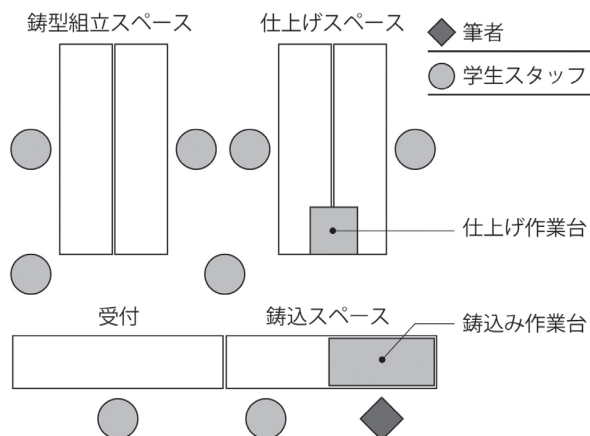 鋳型組立スペース
仕上げスペース
筆者
学生スタッフ
仕上げ作業台
受付
鋳込スペース
鋳込み作業台